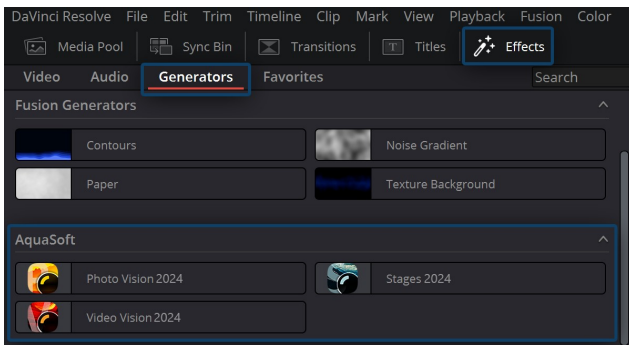 DaVinci Resolve File Edit Trim Timeline Clip Mark View Playback Fusion Color
Media Pool Sync Bin Transitions T Titles Effects
Video Audio Generators Favorites Search
Fusion Generators
Contours Noise Gradient
Paper Texture Background
AquaSoft
Photo Vision 2024 Stages 2024
Video Vision 2024